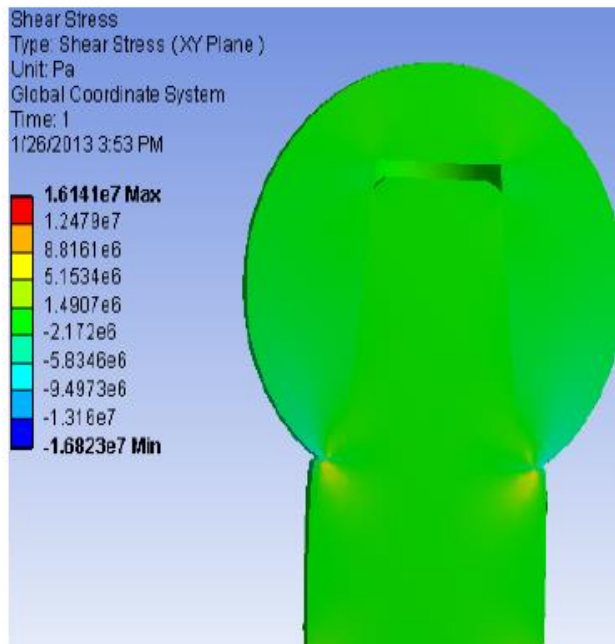 Shear Stress
Type: Shear Stress (XY Plane )
Unit: Pa
Global Coordinate System
Time: 1
1/26/2013 3:53 PM
1.6141e7 Max
1.2479e7
8.8161e6
5.1534e6
1.4907e6
-2.172e6
-5.8346e6
-9.4973e6
-1.316e7
-1.6823e7 Min